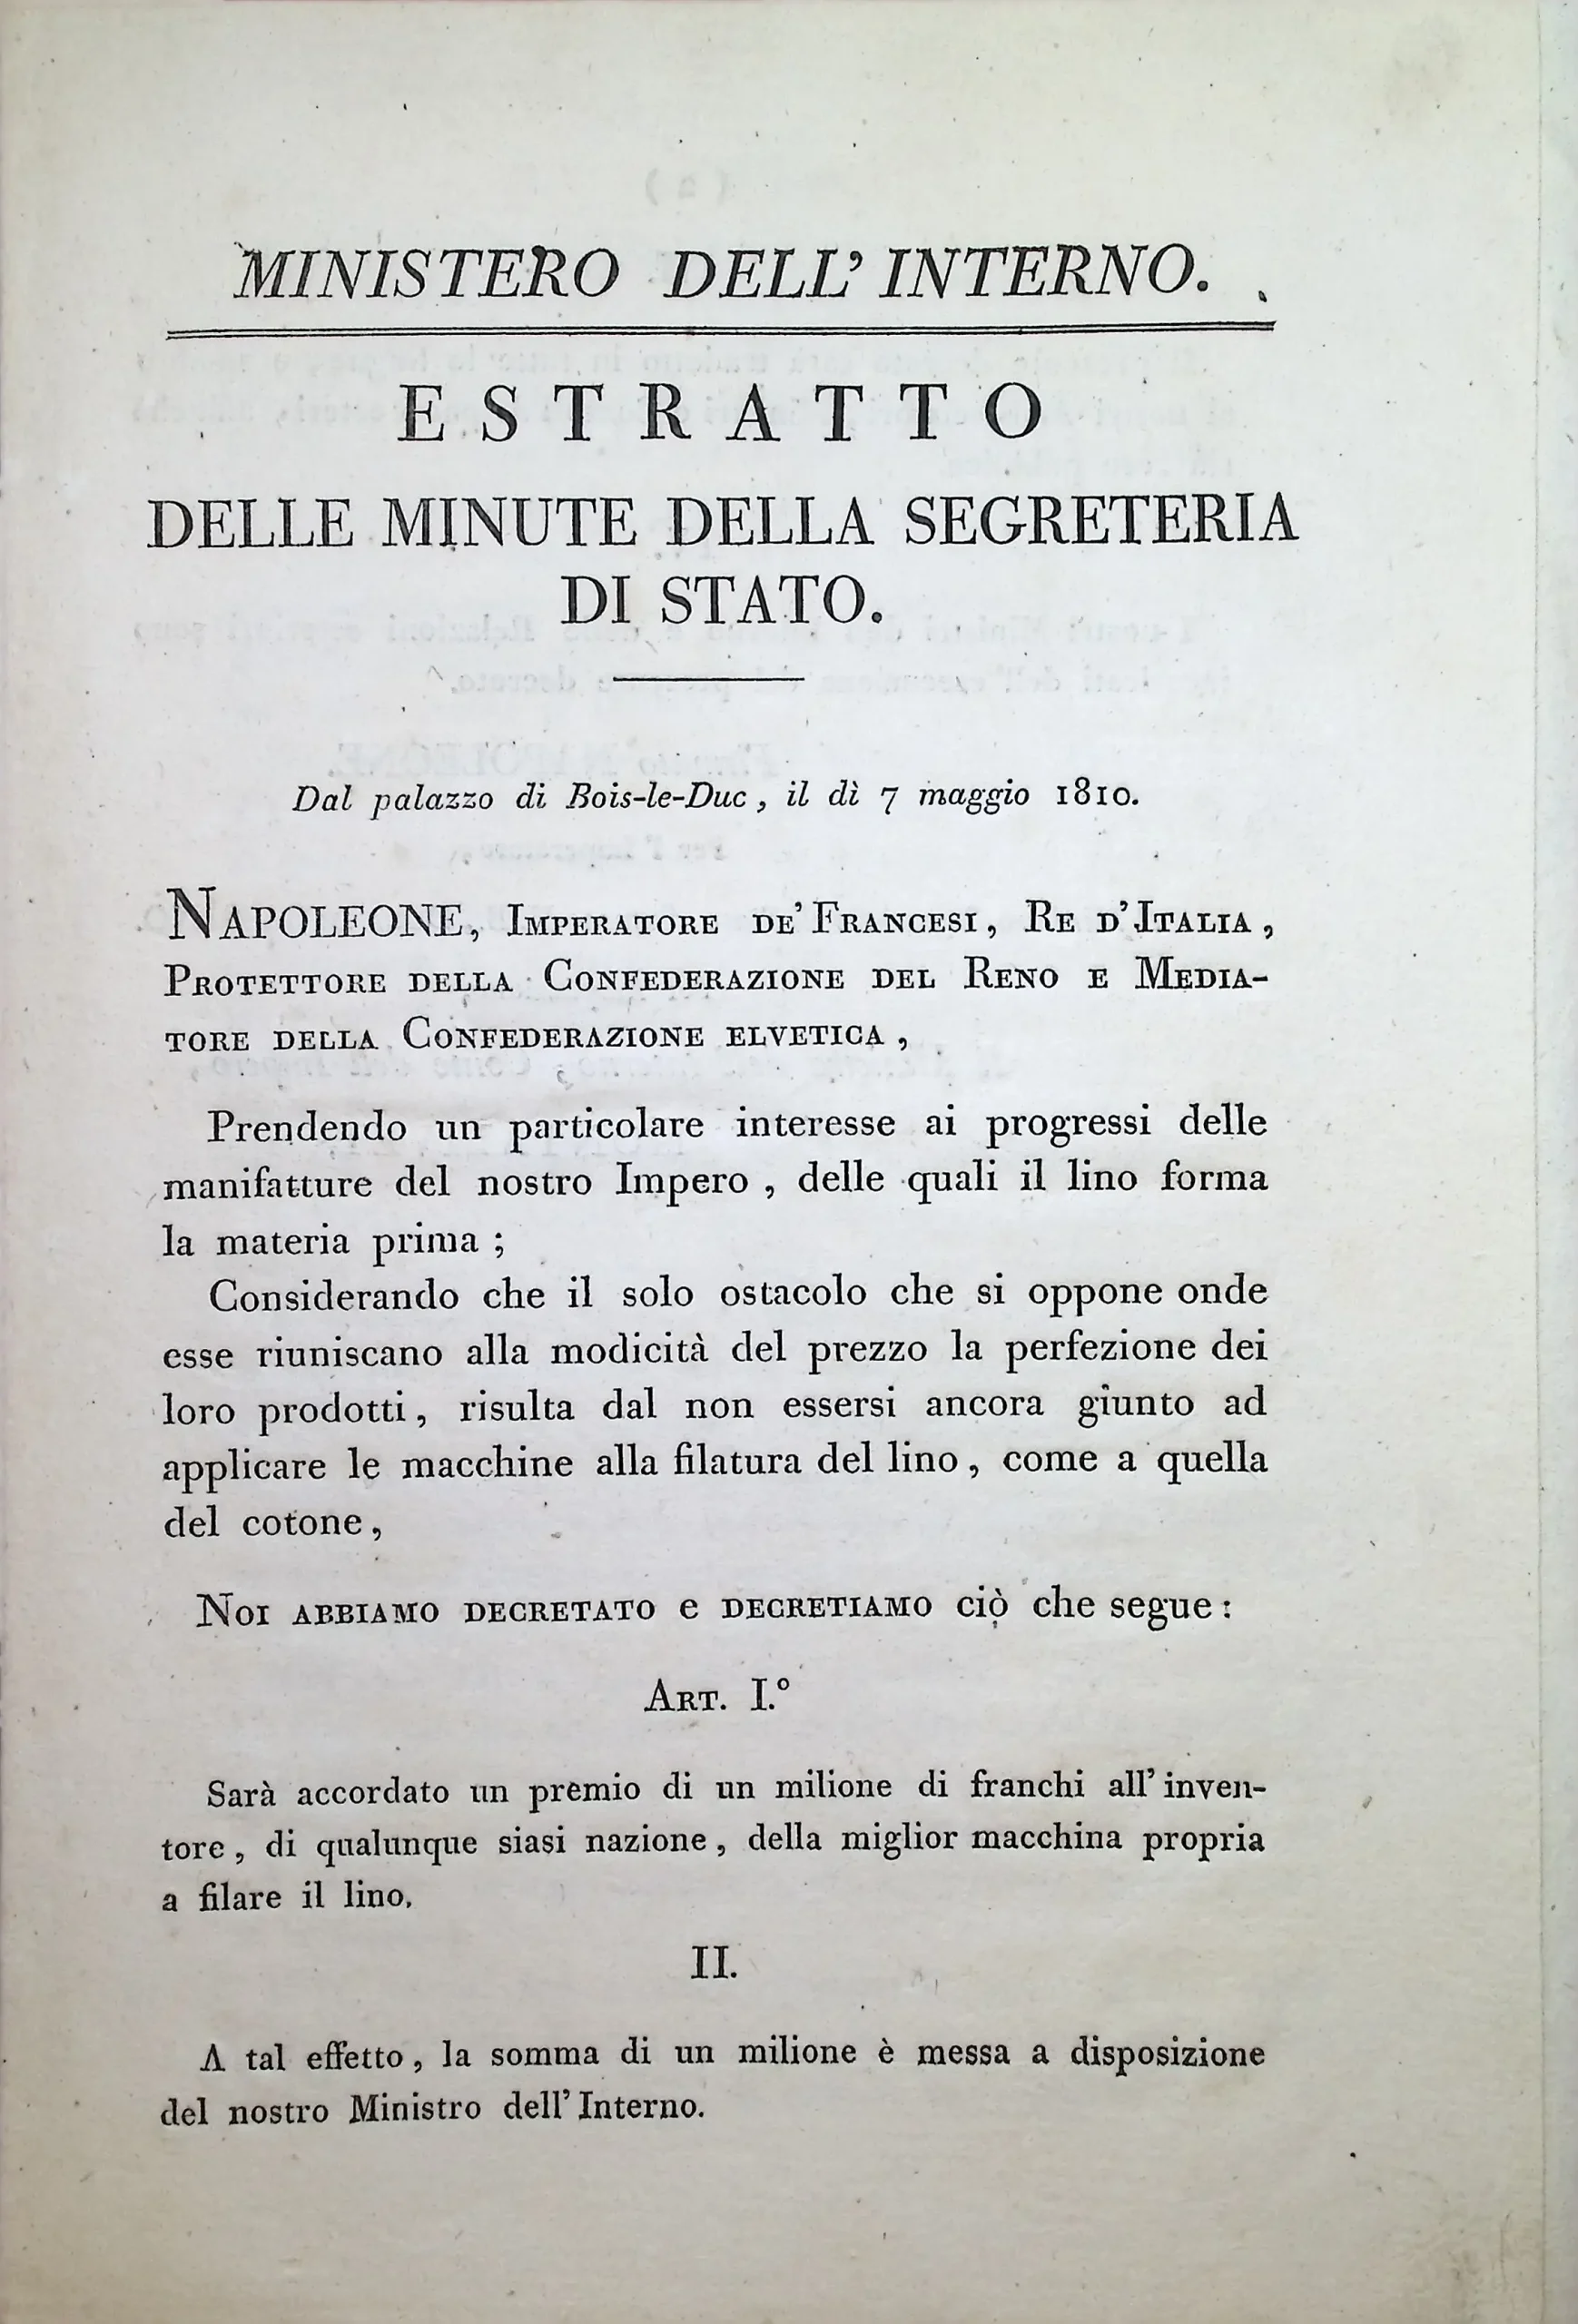 MINISTERO DELL' INTERNO.
ESTRATTO
DELLE MINUTE DELLA SEGRETERIA
DI STATO.
Dal palazzo di Bois-le-Duc, il dì 7 maggio 1810.
NAPOLEONE, IMPERATORE DE' FRANCESI, RE D'ITALIA,
PROTETTORE DELLA CONFEDERAZIONE DEL RENO E MEDIA-
TORE DELLA CONFEDERAZIONE ELVETICA,
Prendendo un particolare interesse ai progressi delle
manifatture del nostro Impero, delle quali il lino forma
la materia prima;
Considerando che il solo ostacolo che si oppone onde
esse riuniscano alla modicità del prezzo la perfezione dei
loro prodotti, risulta dal non essersi ancora giunto ad
applicare le macchine alla filatura del lino, come a quella
del cotone,
NOI ABBIAMO DECRETATO e DECRETIAMO ciò che segue:
ART. I.°
Sarà accordato un premio di un milione di franchi all' inven-
tore, di qualunque siasi nazione, della miglior macchina propria
a filare il lino.
II.
A tal effetto, la somma di un milione è messa a disposizione
del nostro Ministro dell' Interno.